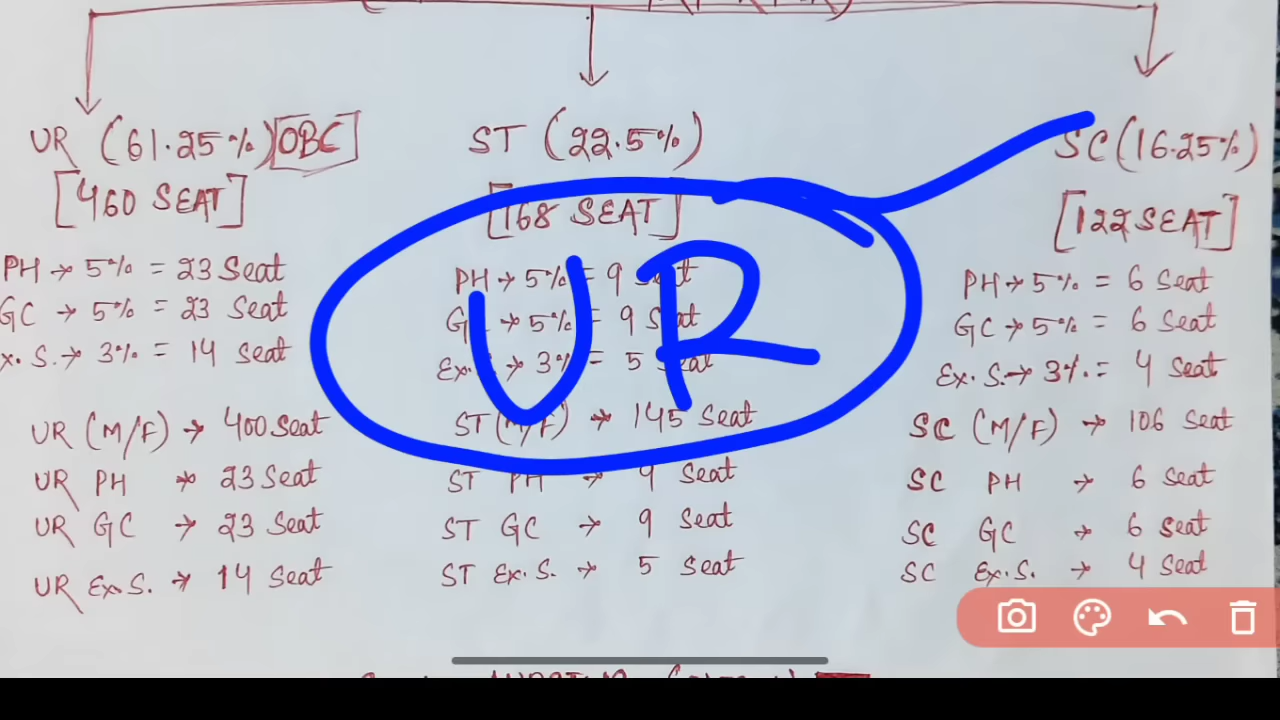 UR (61.25%) OBC
[460 SEAT]
PH → 5% = 23 Seat
GC → 5% = 23 Seat
x. S. → 3% = 14 Seat
UR (M/F) → 400 Seat
UR PH → 23 Seat
UR GC → 23 Seat
UR Ex. S. → 14 Seat
ST (22.5%)
[168 SEAT]
PH → 5% = 9 Seat
GC → 5% = 9 Seat
Ex. S. → 3% = 5 Seat
ST (M/F) → 145 Seat
ST PH → 9 Seat
ST GC → 9 Seat
ST Ex. S. → 5 Seat
UR
SC (16.25%)
[122 SEAT]
PH → 5% = 6 Seat
GC → 5% = 6 Seat
Ex. S. → 3% = 4 Seat
SC (M/F) → 106 Seat
SC PH → 6 Seat
SC GC → 6 Seat
SC Ex. S. → 4 Seat